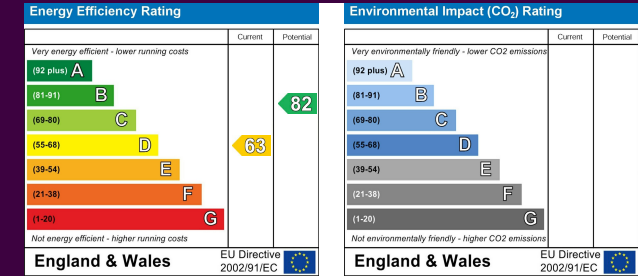 Energy Efficiency Rating
Current Potential
Very energy efficient - lower running costs
(92 plus) A
(81-91) B
82
(69-80) C
(55-68) D
63
(39-54) E
(21-38) F
(1-20) G
Not energy efficient - higher running costs
England & Wales
EU Directive
2002/91/EC
Environmental Impact (CO₂) Rating
Current Potential
Very environmentally friendly - lower CO2 emissions
(92 plus) A
(81-91) B
(69-80) C
(55-68) D
(39-54) E
(21-38) F
(1-20) G
Not environmentally friendly - higher CO2 emissions
England & Wales
EU Directive
2002/91/EC